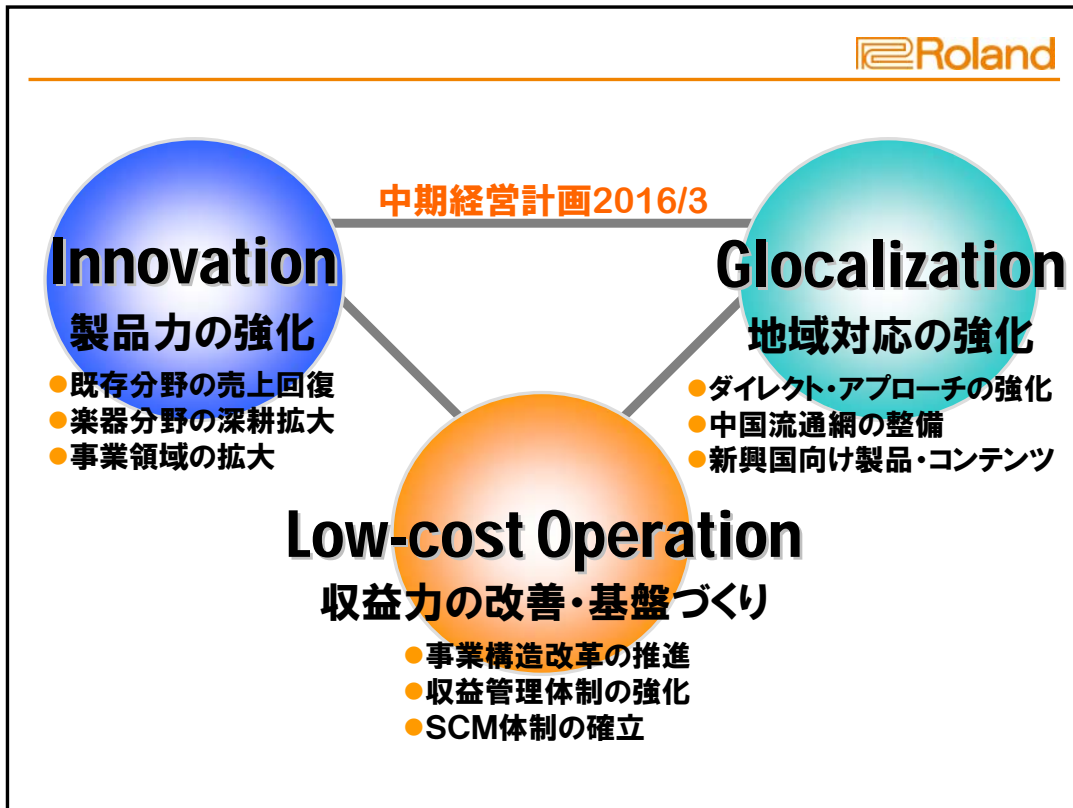 Roland
中期経営計画2016/3
Innovation
製品力の強化
●既存分野の売上回復
●楽器分野の深耕拡大
●事業領域の拡大
Glocalization
地域対応の強化
●ダイレクト・アプローチの強化
●中国流通網の整備
●新興国向け製品・コンテンツ
Low-cost Operation
収益力の改善・基盤づくり
●事業構造改革の推進
●収益管理体制の強化
●SCM体制の確立